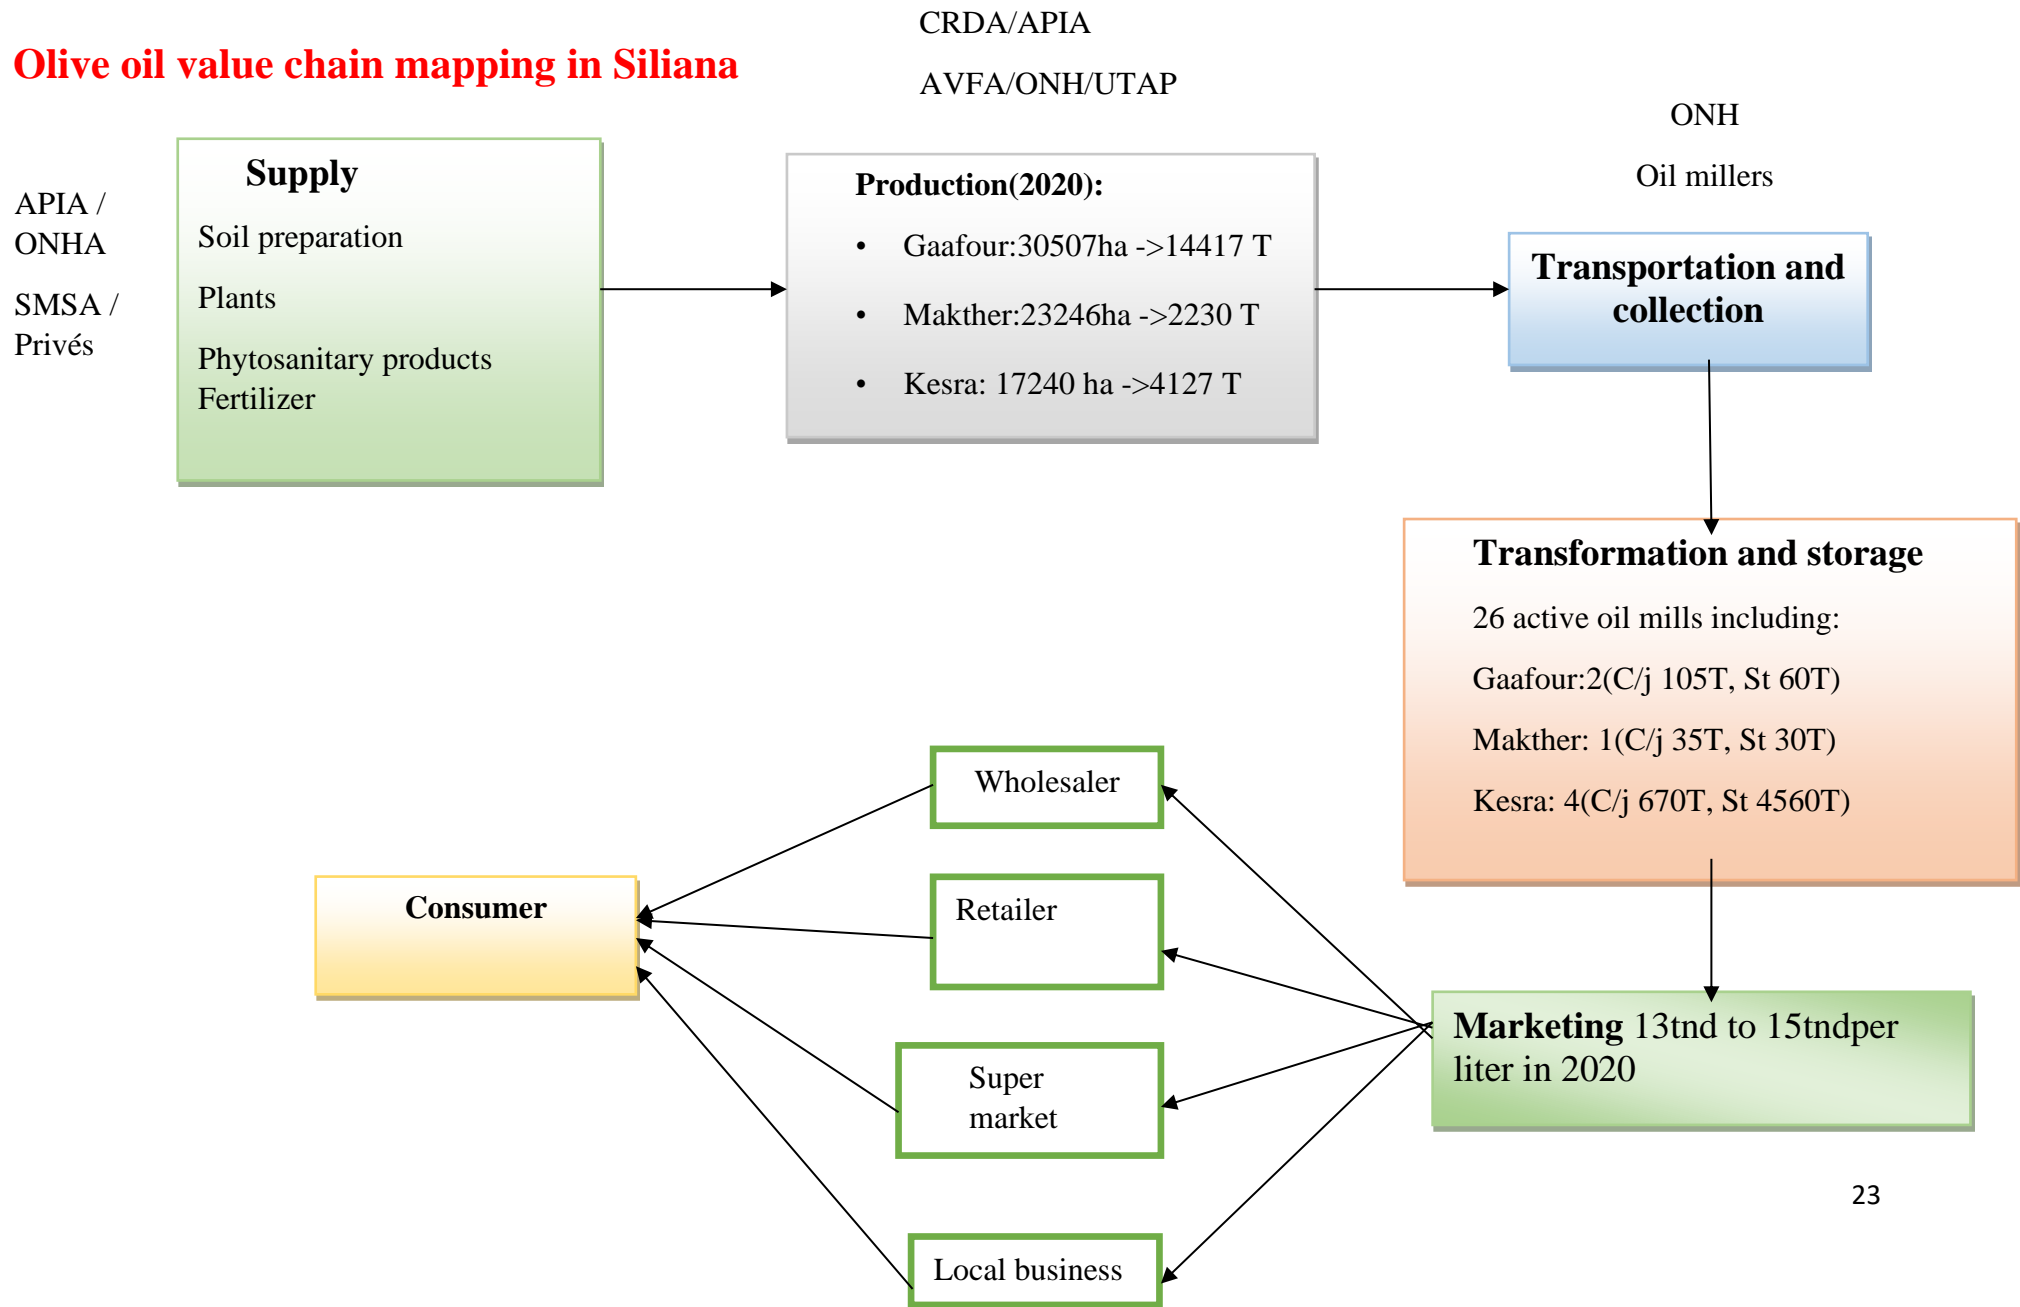 CRDA/APIA
Olive oil value chain mapping in Siliana
AVFA/ONH/UTAP
APIA /
ONHA
SMSA /
Privés
Supply
Soil preparation
Plants
Phytosanitary products
Fertilizer
Production(2020):
• Gaafour:30507ha ->14417 T
• Makther:23246ha ->2230 T
• Kesra: 17240 ha ->4127 T
ONH
Oil millers
Transportation and
collection
Transformation and storage
26 active oil mills including:
Gaafour:2(C/j 105T, St 60T)
Makther: 1(C/j 35T, St 30T)
Kesra: 4(C/j 670T, St 4560T)
Marketing 13tnd to 15tndper
liter in 2020
Wholesaler
Retailer
Super
market
Local business
Consumer
23